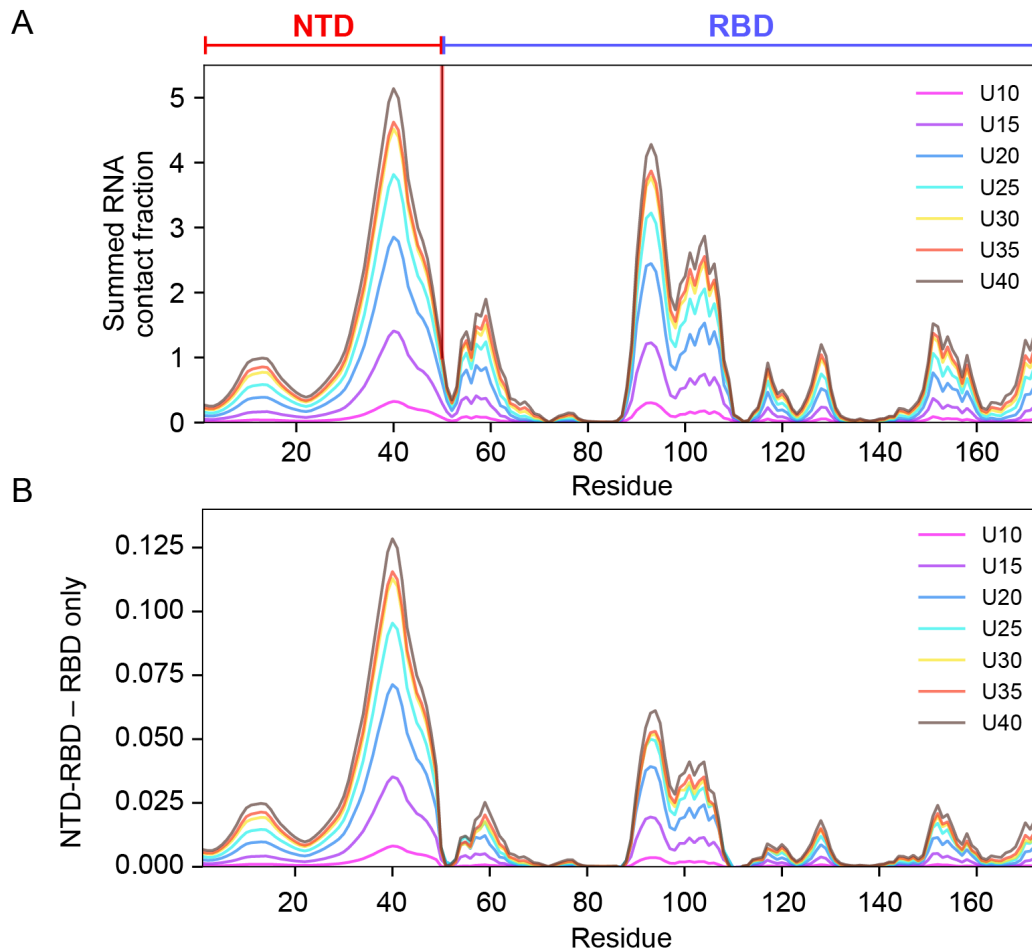 A
NTD RBD
Summed RNA
contact fraction
5
4
3
2
1
0
U10
U15
U20
U25
U30
U35
U40
20 40 60 80 100 120 140 160
Residue
B
NTD-RBD – RBD only
0.125
0.100
0.075
0.050
0.025
0.000
U10
U15
U20
U25
U30
U35
U40
20 40 60 80 100 120 140 160
Residue